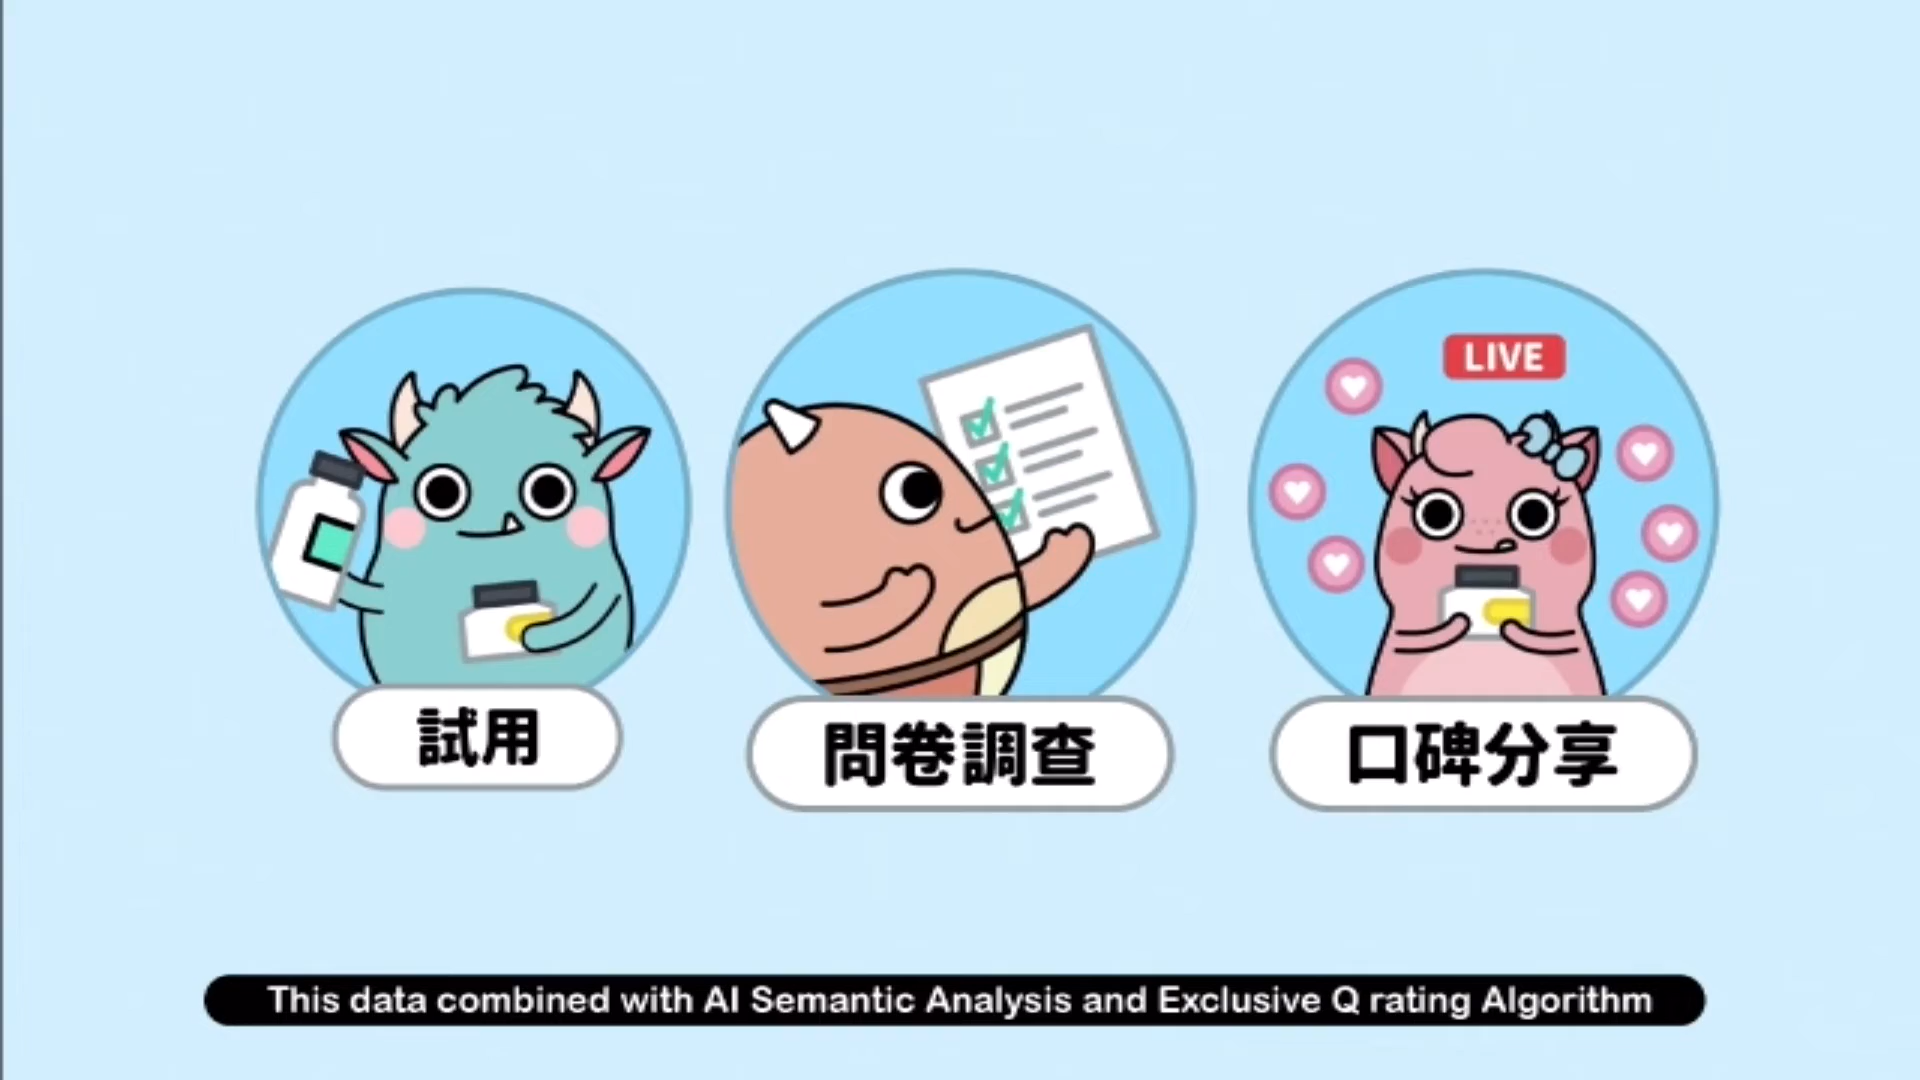 LIVE
試用
問卷調查
口碑分享
This data combined with AI Semantic Analysis and Exclusive Q rating Algorithm